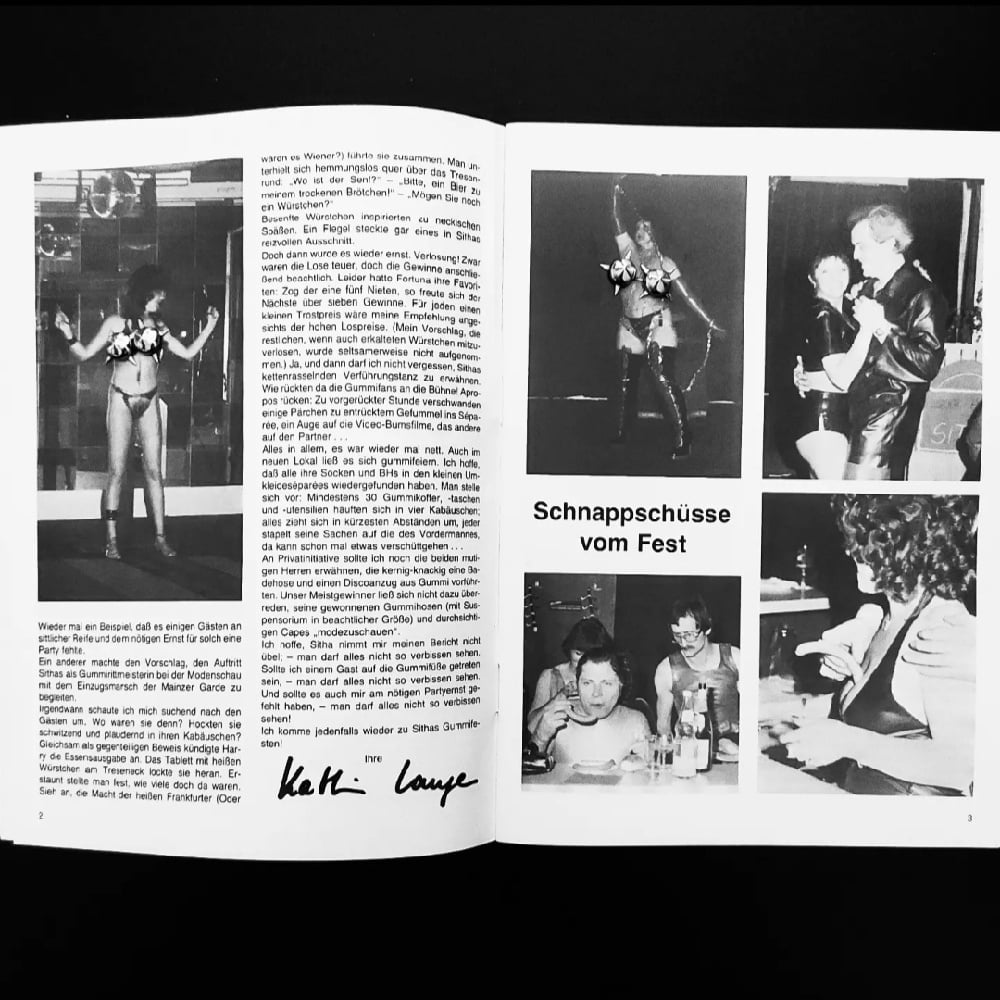 Wieder mal ein Beispiel, daß es einigen Gästen an
sittlicher Reife und dem nötigen Ernst für solch eine
Party fehlte.
Ein anderer machte den Vorschlag, den Auftritt
Sithas als Gummirittmeisterin bei der Modenschau
mit dem Einzugsmarsch der Mainzer Garce zu
begleiten.
Irgendwann schaute ich mich suchend nach den
Gästen um. Wo waren sie denn? Hockten sie
schwitzend und plaudernd in ihren Kabäuschen?
Gleichsam als gegenteiligen Beweis kündigte Har-
ry die Essensausgabe an. Das Tablett mit heißen
Würstchen am Treseneck lockte sie heran. Er-
staunt stellte man fest, wie viele doch da waren.
Sieh an, die Macht der heißen Frankfurter (Oder
2
waren es Wiener?) führte sie zusammen. Man un-
terhielt sich hemmungslos quer über das Tresen-
rund. „Wo ist der Senf?“ – „Bitte, ein Bier zu
meinem trockenen Brötchen!“ – „Mögen Sie noch
ein Würstchen?“
Besenfte Würstchen inspirierten zu neckischen
Späßen. Ein Flegel steckte gar eines in Sithas
reizvollen Ausschnitt.
Doch dann wurde es wieder ernst. Verlosung! Zwar
waren die Lose teuer, doch die Gewinne anschlie-
ßend beachtlich. Leider hatte Fortuna ihre Favori-
ten: Zog der eine fünf Nieten, so freute sich der
Nächste über sieben Gewinne. Für jeden einen
kleinen Trostpreis wäre meine Empfehlung ange-
sichts der hohen Lospreise. (Mein Vorschlag, die
restlichen, wenn auch erkalteten Würstchen mitzu-
verlosen, wurde seltsamerweise nicht aufgenom-
men.) Ja, und dann darf ich nicht vergessen, Sithas
kettenrasselnden Verführungstanz zu erwähnen.
Wie rückten da die Gummifans an die Bühne! Apro-
pos rücken: Zu vorgerückter Stunde verschwanden
einige Pärchen zu entrücktem Gefummel ins Sépa-
rée, ein Auge auf die Viceo-Bumsfilme, das andere
auf der Partner . . .
Alles in allem, es war wieder mal nett. Auch im
neuen Lokal ließ es sich gummifeiern. Ich hoffe,
daß alle ihre Socken und BHs in den kleinen Um-
kleideséparées wiedergefunden haben. Man stelle
sich vor: Mindestens 30 Gummikoffer, -taschen
und -utensilien häuften sich in vier Kabäuschen;
alles zieht sich in kürzesten Abständen um, jeder
stapelt seine Sachen auf die des Vordermannes,
da kann schon mal etwas verschüttgehen . . .
An Privatinitiative sollte ich noch die beiden muti-
gen Herren erwähnen, die kernig-knackig eine Ba-
dehose und einen Discoanzug aus Gummi vorführ-
ten. Unser Meistgewinner ließ sich nicht dazu über-
reden, seine gewonnenen Gummihosen (mit Sus-
pensorium in beachtlicher Größe) und durchsichti-
gen Capes „modezuschauen“.
Ich hoffe, Sitha nimmt mir meinen Bericht nicht
übel, – man darf alles nicht so verbissen sehen.
Sollte ich einem Gast auf die Gummifüße getreten
sein, – man darf alles nicht so verbissen sehen.
Und sollte es auch mir am nötigen Partyernst ge-
fehlt haben, – man darf alles nicht so verbissen
sehen!
Ich komme jedenfalls wieder zu Sithas Gummife-
sten!
Ihre
Kathi Lange
Schnappschüsse
vom Fest
SIT
3